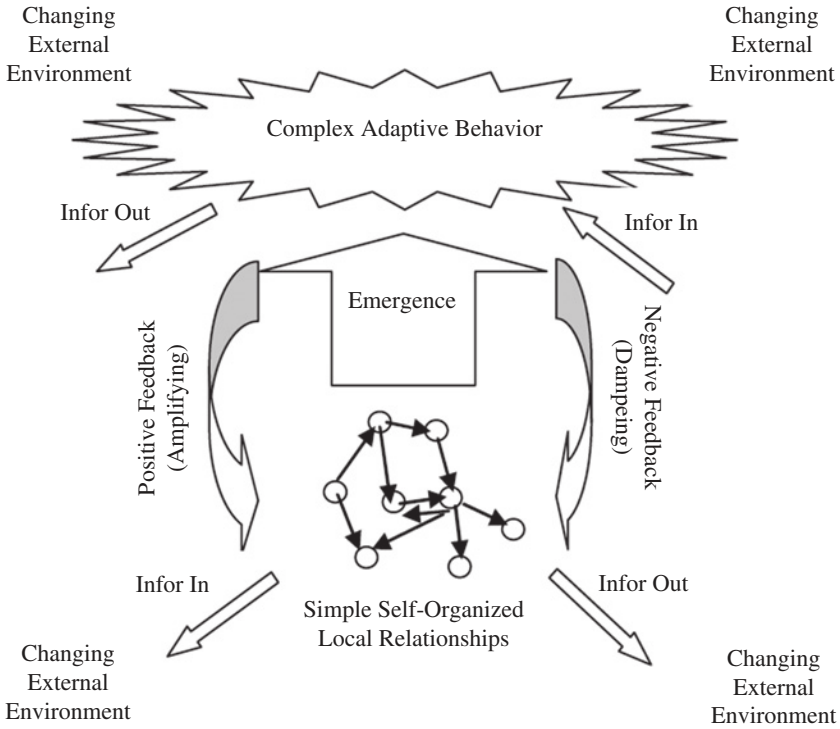 Changing
External
Environment
Changing
External
Environment
Complex Adaptive Behavior
Infor Out
Infor In
Emergence
Positive Feedback
(Amplifying)
Negative Feedback
(Dampeing)
Infor In
Infor Out
Simple Self-Organized
Local Relationships
Changing
External
Environment
Changing
External
Environment